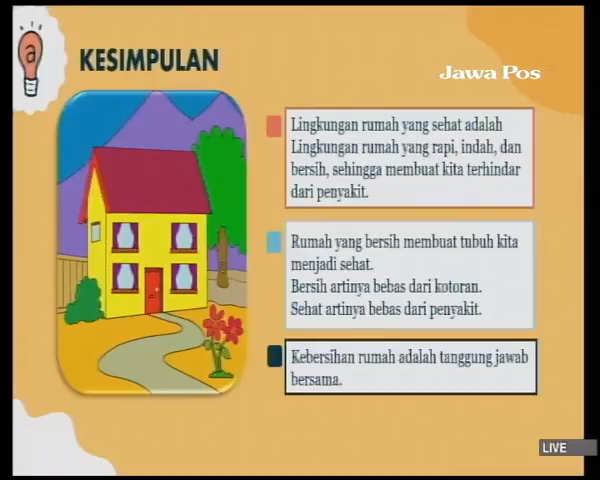 a
KESIMPULAN
Jawa Pos
Lingkungan rumah yang sehat adalah
Lingkungan rumah yang rapi, indah, dan
bersih, sehingga membuat kita terhindar
dari penyakit.
Rumah yang bersih membuat tubuh kita
menjadi sehat.
Bersih artinya bebas dari kotoran.
Sehat artinya bebas dari penyakit.
Kebersihan rumah adalah tanggung jawab
bersama.
LIVE